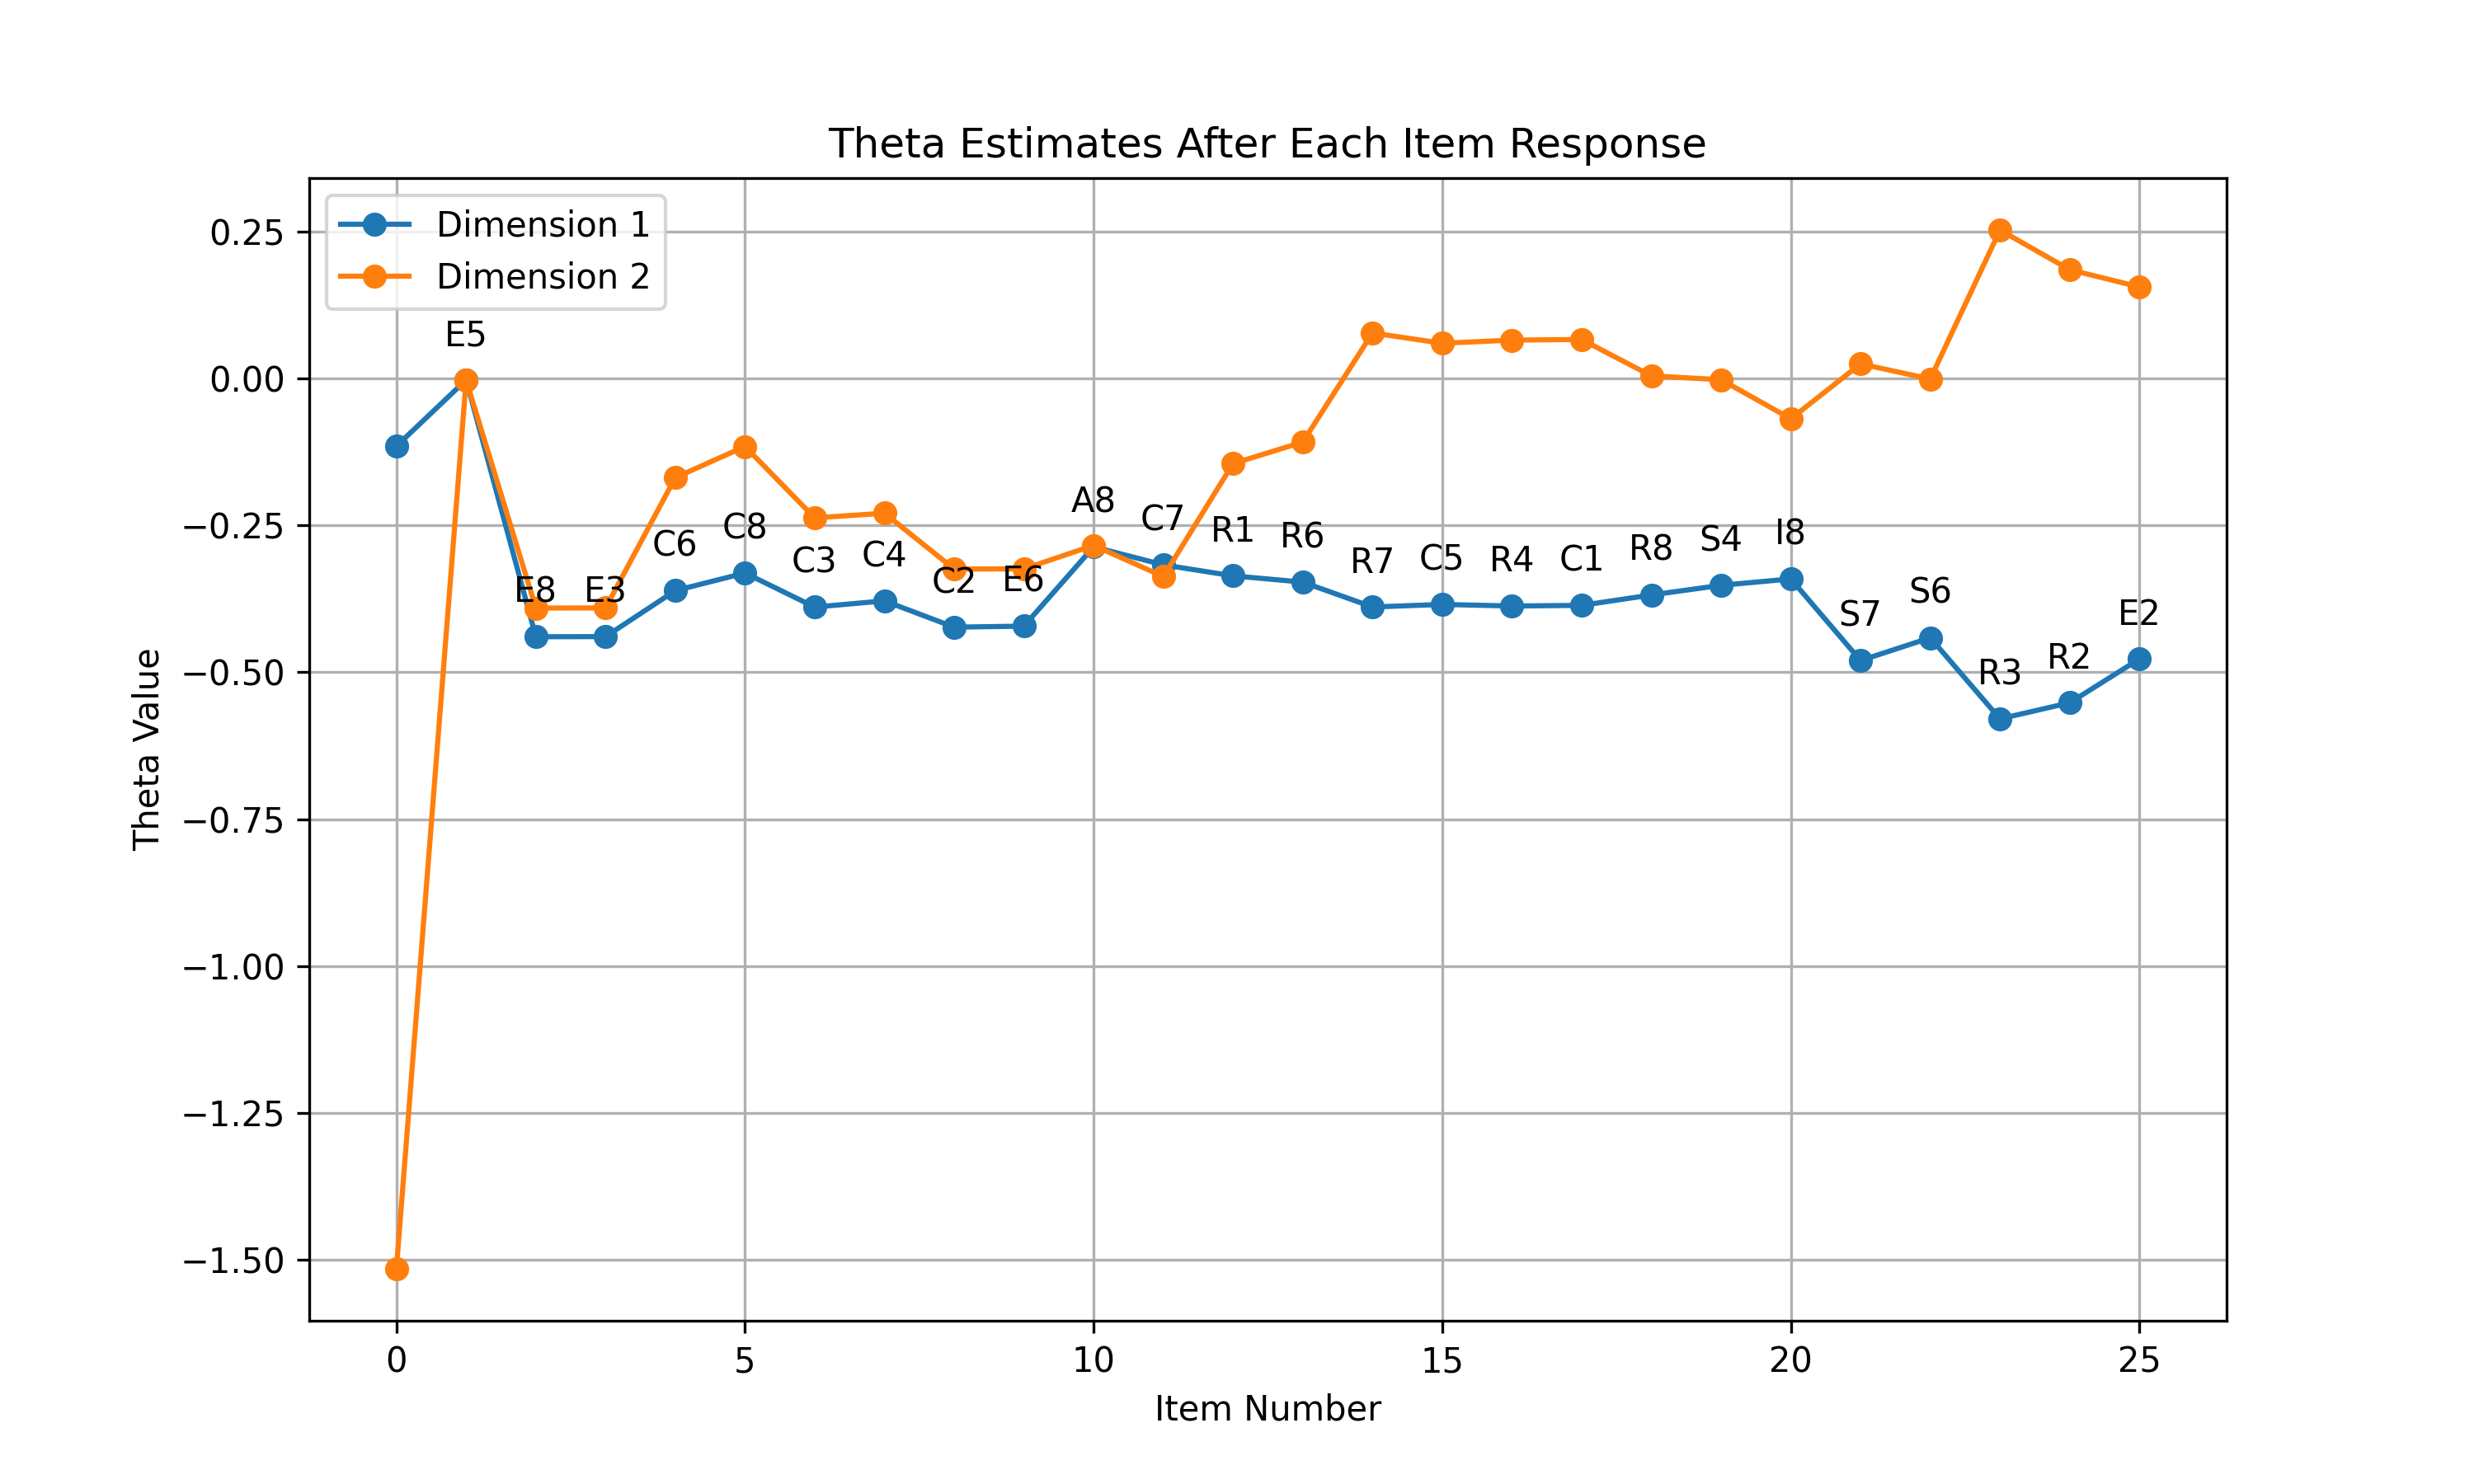 Theta Estimates After Each Item Response
Dimension 1
Dimension 2
0.25
0.00
−0.25
−0.50
−0.75
−1.00
−1.25
−1.50
Theta Value
E5
E8
E3
C6
C8
C3
C4
C2
E6
A8
C7
R1
R6
R7
C5
R4
C1
R8
S4
I8
S7
S6
R3
R2
E2
0 5 10 15 20 25
Item Number